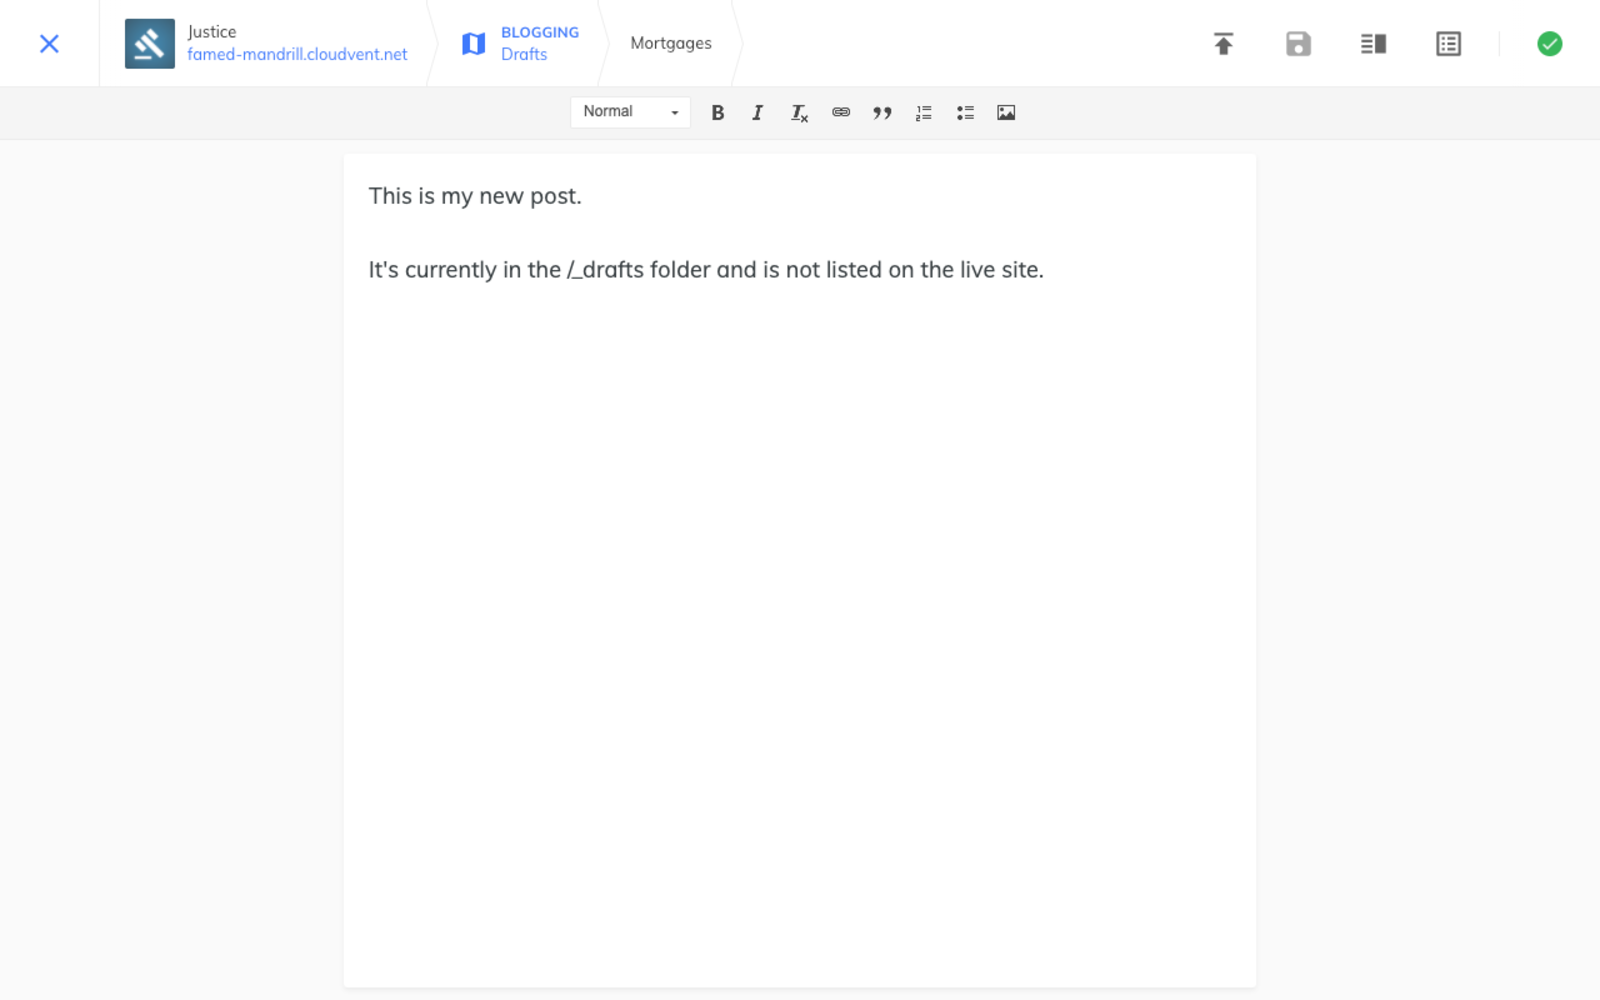 Justice
famed-mandrill.cloudvent.net
BLOGGING
Drafts
Mortgages
Normal
This is my new post.
It's currently in the /_drafts folder and is not listed on the live site.